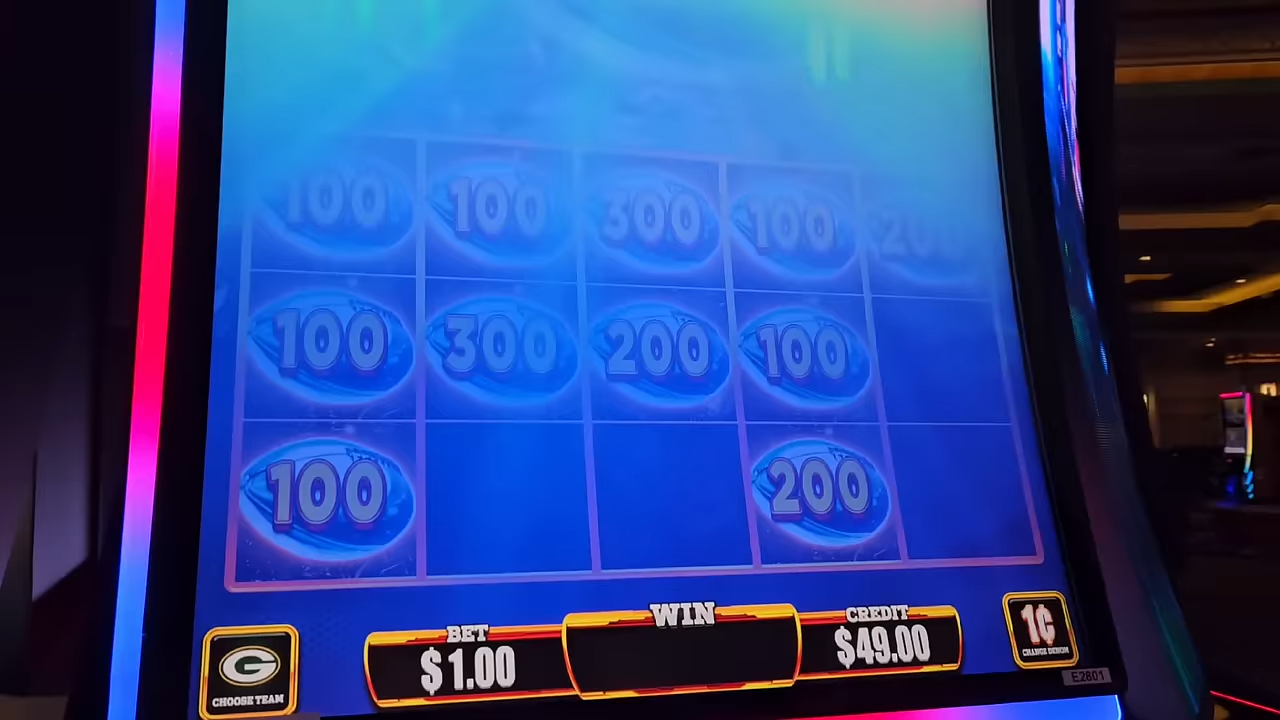 100 100 300 100 200
100 300 200 100
100 200
BET WIN CREDIT
$1.00 $49.00
G
CHOOSE TEAM
1¢
CHANGE DENOM
E2801